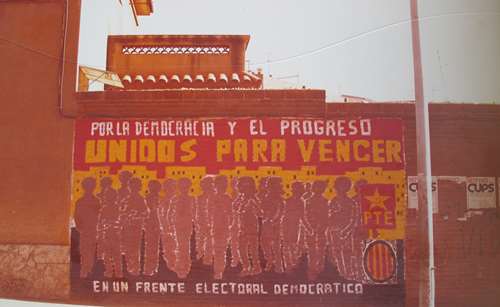 POR LA DEMOCRACIA Y EL PROGRESO
UNIDOS PARA VENCER
PTE
CUPS
CUPS
EN UN FRENTE ELECTORAL DEMOCRATICO